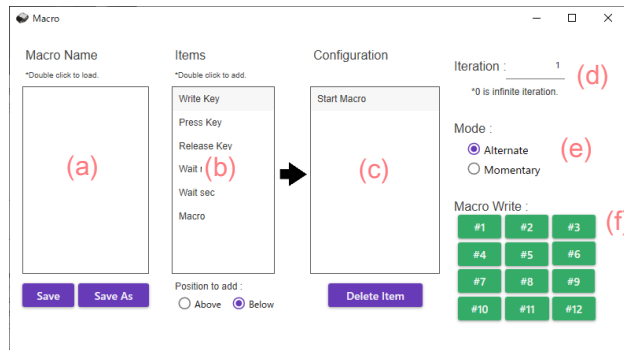 Macro
Macro Name
*Double click to load.
(a)
Save
Save As
Items
*Double click to add.
Write Key
Press Key
Release Key
Wait
Wait sec
Macro
(b)
Position to add :
Above
Below
Configuration
Start Macro
(c)
Delete Item
Iteration :
1
(d)
*0 is infinite iteration.
Mode :
Alternate
Momentary
(e)
Macro Write :
(f)
#1 #2 #3
#4 #5 #6
#7 #8 #9
#10 #11 #12